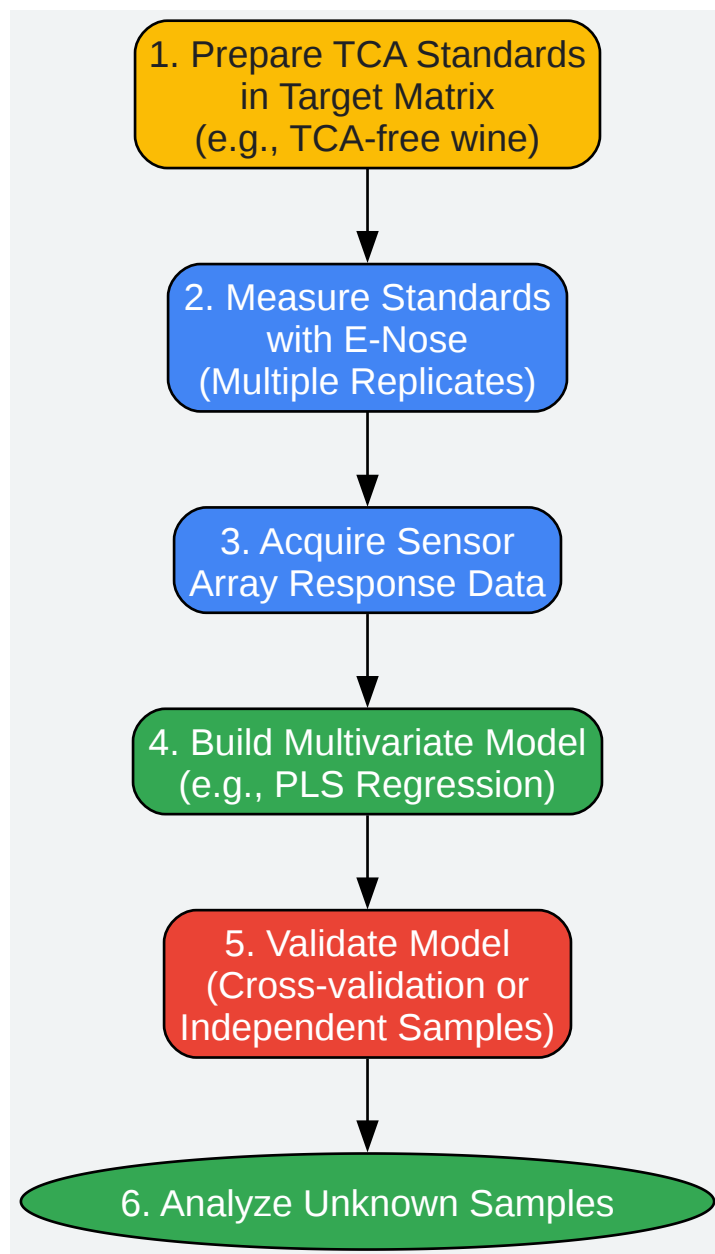 1. Prepare TCA Standards
in Target Matrix
(e.g., TCA-free wine)
2. Measure Standards
with E-Nose
(Multiple Replicates)
3. Acquire Sensor
Array Response Data
4. Build Multivariate Model
(e.g., PLS Regression)
5. Validate Model
(Cross-validation or
Independent Samples)
6. Analyze Unknown Samples